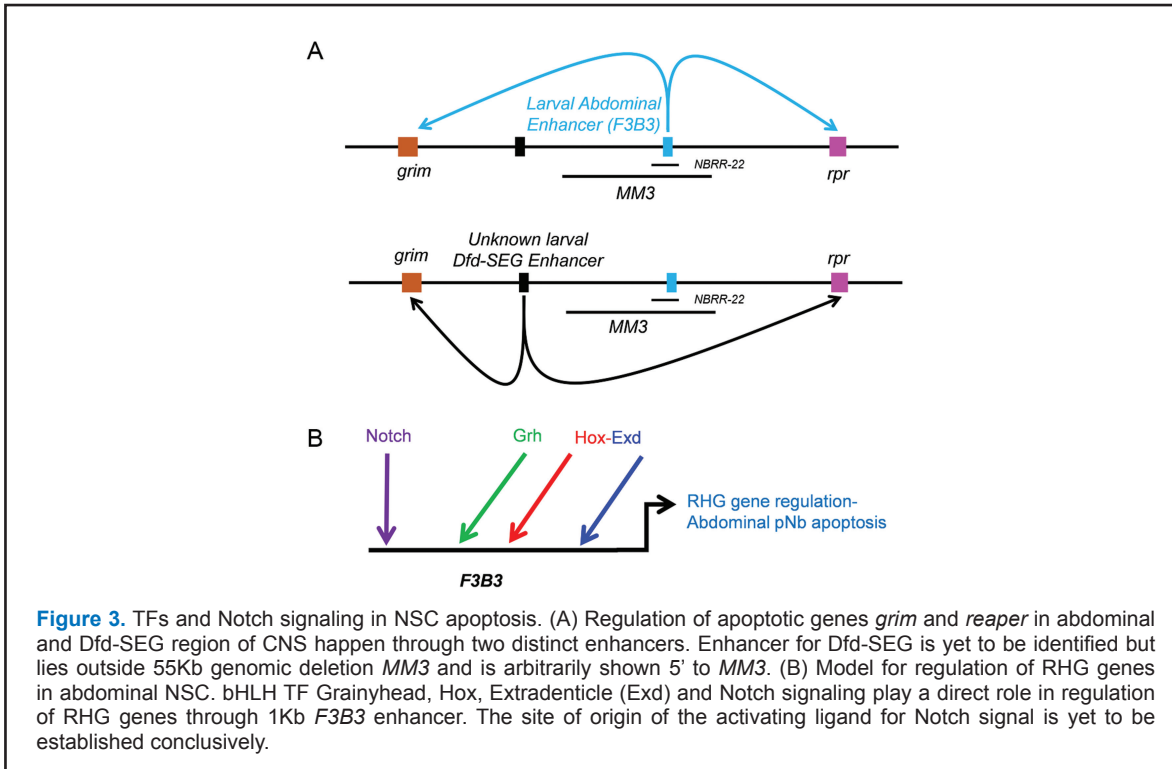 A
Larval Abdominal
Enhancer (F3B3)
grim
NBRR-22
MM3
rpr
Unknown larval
Dfd-SEG Enhancer
grim
rpr
NBRR-22
MM3
B
Notch
Grh
Hox-Exd
RHG gene regulation-
Abdominal pNb apoptosis
F3B3
Figure 3. TFs and Notch signaling in NSC apoptosis. (A) Regulation of apoptotic genes grim and reaper in abdominal
and Dfd-SEG region of CNS happen through two distinct enhancers. Enhancer for Dfd-SEG is yet to be identified but
lies outside 55Kb genomic deletion MM3 and is arbitrarily shown 5' to MM3. (B) Model for regulation of RHG genes
in abdominal NSC. bHLH TF Grainyhead, Hox, Extradenticle (Exd) and Notch signaling play a direct role in regulation
of RHG genes through 1Kb F3B3 enhancer. The site of origin of the activating ligand for Notch signal is yet to be
established conclusively.